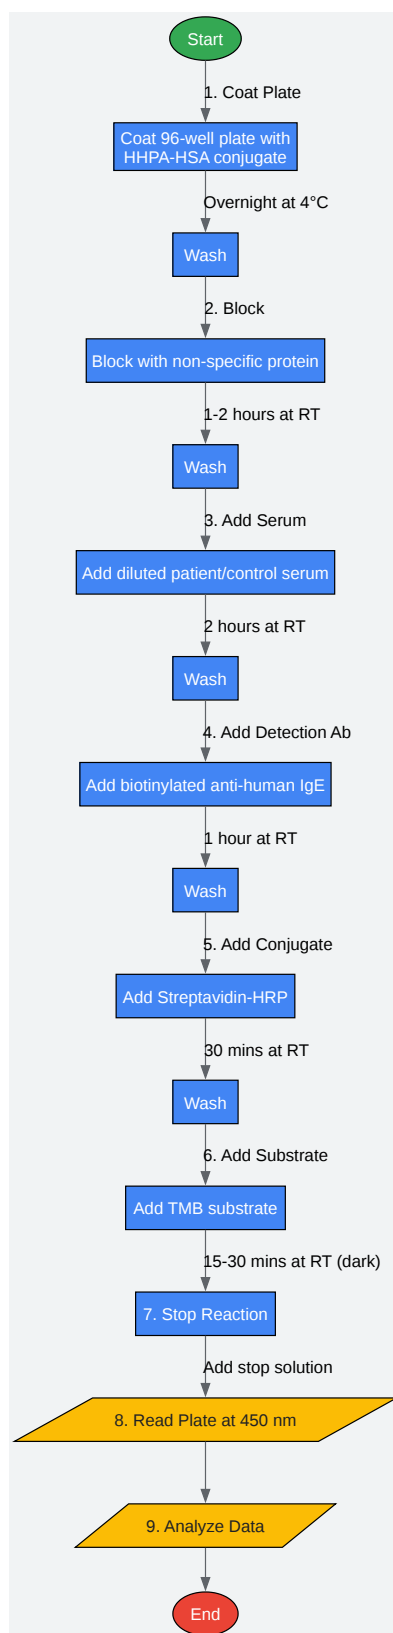 Start
1. Coat Plate
Coat 96-well plate with
HHPA-HSA conjugate
Overnight at 4°C
Wash
2. Block
Block with non-specific protein
1-2 hours at RT
Wash
3. Add Serum
Add diluted patient/control serum
2 hours at RT
Wash
4. Add Detection Ab
Add biotinylated anti-human IgE
1 hour at RT
Wash
5. Add Conjugate
Add Streptavidin-HRP
30 mins at RT
Wash
6. Add Substrate
Add TMB substrate
15-30 mins at RT (dark)
7. Stop Reaction
Add stop solution
8. Read Plate at 450 nm
9. Analyze Data
End